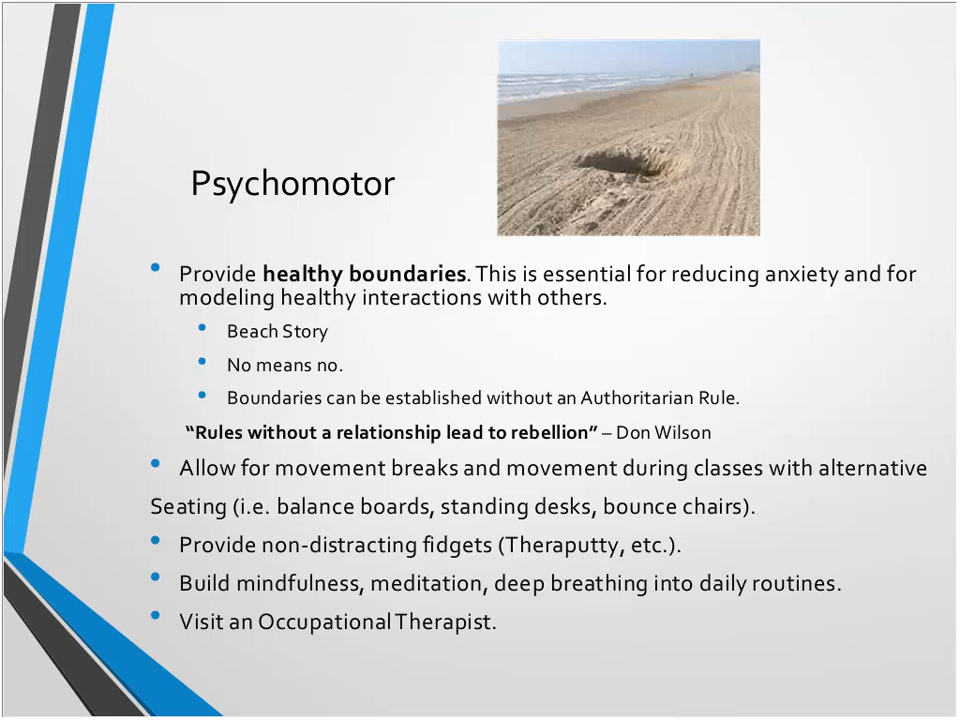 Psychomotor
• Provide healthy boundaries. This is essential for reducing anxiety and for
modeling healthy interactions with others.
• Beach Story
• No means no.
• Boundaries can be established without an Authoritarian Rule.
“Rules without a relationship lead to rebellion” – Don Wilson
• Allow for movement breaks and movement during classes with alternative
Seating (i.e. balance boards, standing desks, bounce chairs).
• Provide non-distracting fidgets (Theraputty, etc.).
• Build mindfulness, meditation, deep breathing into daily routines.
• Visit an Occupational Therapist.